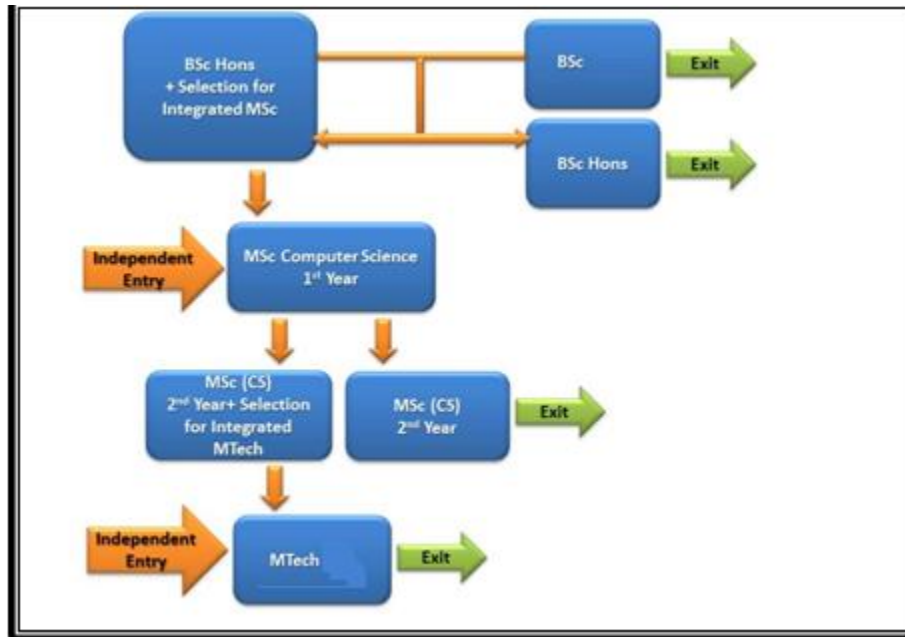 BSc Hons
+ Selection for
Integrated MSc
BSc
Exit
BSc Hons
Exit
Independent
Entry
MSc Computer Science
1st Year
MSc (CS)
2nd Year+ Selection
for Integrated
MTech
MSc (CS)
2nd Year
Exit
Independent
Entry
MTech
Exit